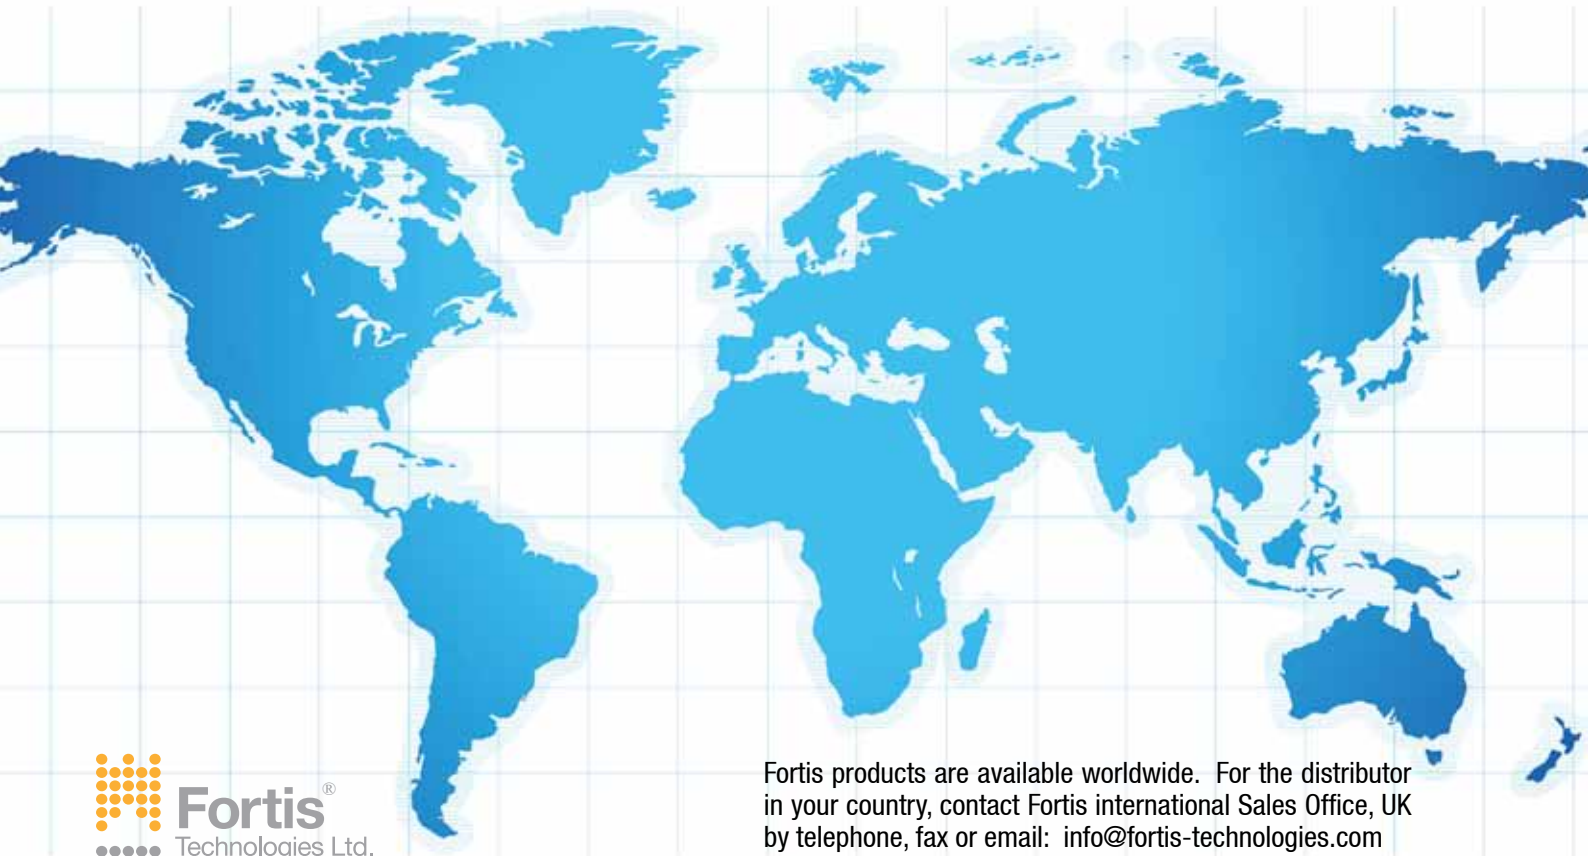 Fortis®
Technologies Ltd.
Fortis products are available worldwide. For the distributor
in your country, contact Fortis international Sales Office, UK
by telephone, fax or email: info@fortis-technologies.com